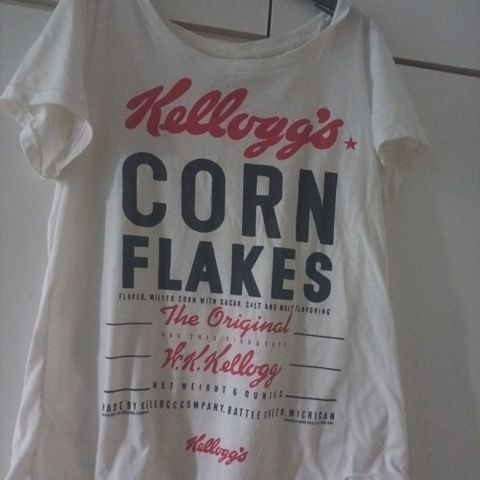 Kellogg's
CORN
FLAKES
FLAKED, MILLED CORN WITH SUGAR, SALT AND MALT FLAVORING
The Original
HAS THIS SIGNATURE
W.K.Kellogg
NET WEIGHT 6 OUNCES
MADE BY KELLOGG COMPANY, BATTLE CREEK, MICHIGAN
Kellogg's